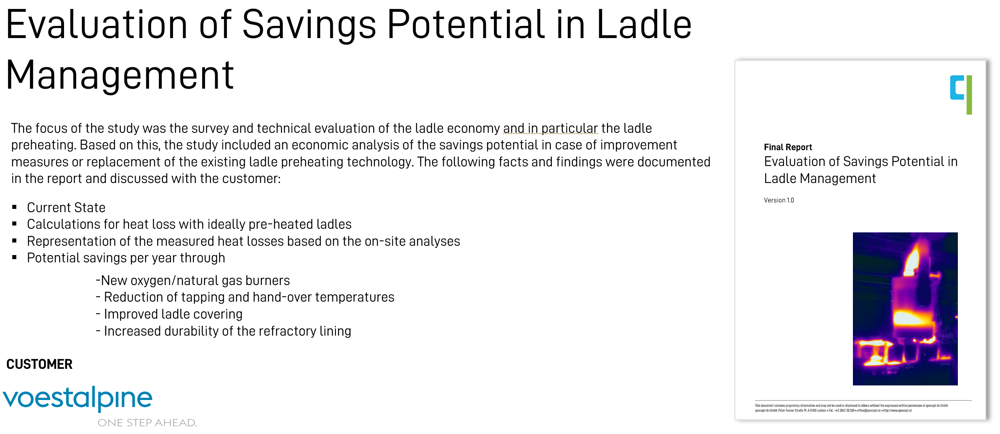 Evaluation of Savings Potential in Ladle
Management
The focus of the study was the survey and technical evaluation of the ladle economy and in particular the ladle
preheating. Based on this, the study included an economic analysis of the savings potential in case of improvement
measures or replacement of the existing ladle preheating technology. The following facts and findings were documented
in the report and discussed with the customer:
▪ Current State
▪ Calculations for heat loss with ideally pre-heated ladles
▪ Representation of the measured heat losses based on the on-site analyses
▪ Potential savings per year through
-New oxygen/natural gas burners
- Reduction of tapping and hand-over temperatures
- Improved ladle covering
- Increased durability of the refractory lining
CUSTOMER
voestalpine
ONE STEP AHEAD.
Final Report
Evaluation of Savings Potential in
Ladle Management
Version 1.0
This document contains proprietary information and may not be used or disclosed to others without the expressed written permission of qoncept dx GmbH
qoncept dx GmbH, Peter Tunner Straße 19, A-8700 Leoben • Tel.: +43 3842 30 300 • office@qoncept.at • http://www.qoncept.at